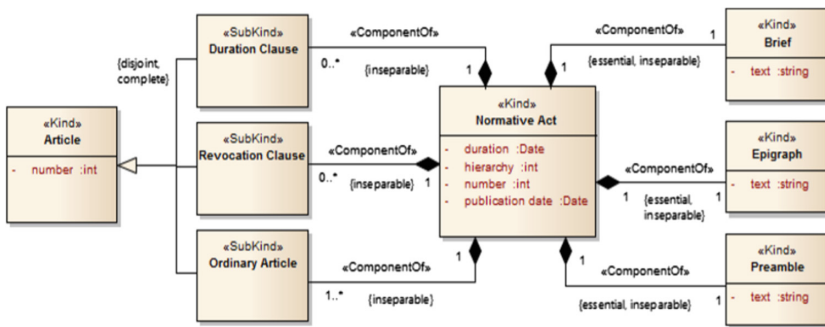 «SubKind»
Duration Clause
«ComponentOf»
0..*
{inseparable}
1
{disjoint,
complete}
«Kind»
Article
- number :int
«SubKind»
Revocation Clause
«ComponentOf»
0..*
{inseparable}
1
«SubKind»
Ordinary Article
«ComponentOf»
1..*
{inseparable}
1
«Kind»
Normative Act
- duration :Date
- hierarchy :int
- number :int
- publication date :Date
«ComponentOf»
1
1
{essential, inseparable}
«Kind»
Brief
- text :string
«ComponentOf»
1
1
{essential,
inseparable}
«Kind»
Epigraph
- text :string
«ComponentOf»
1
1
{essential, inseparable}
«Kind»
Preamble
- text :string